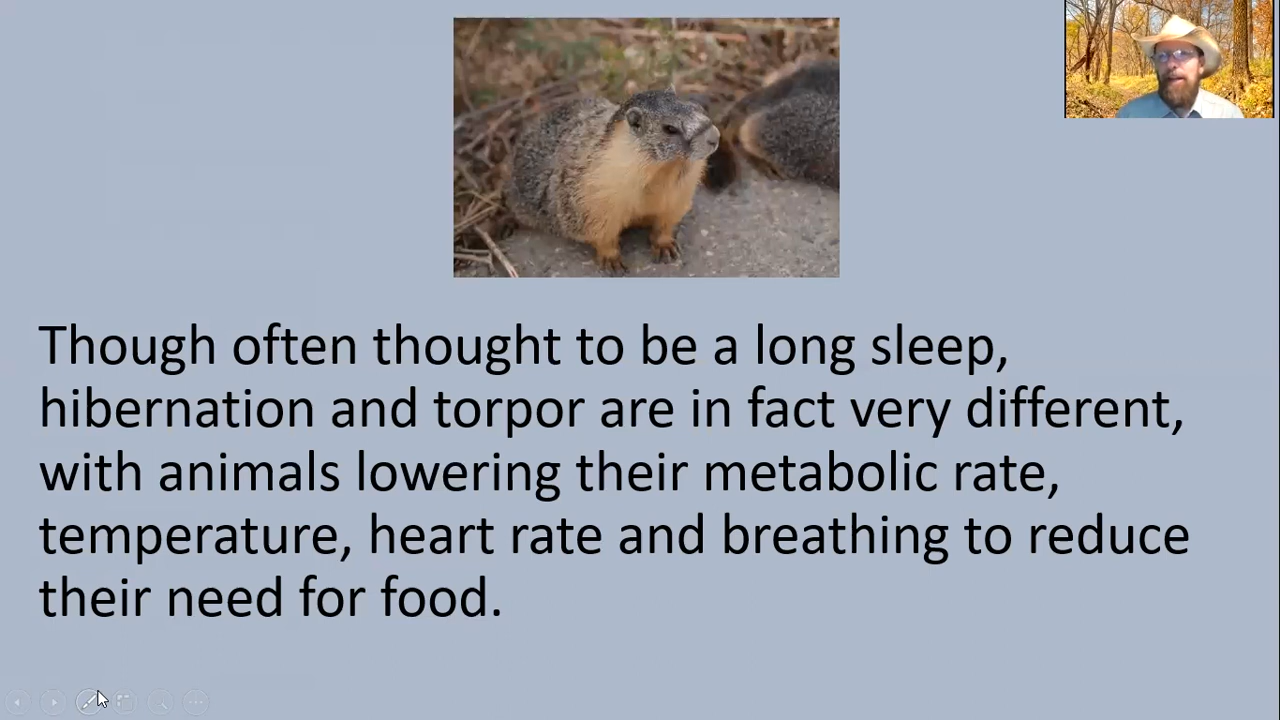 Though often thought to be a long sleep,
hibernation and torpor are in fact very different,
with animals lowering their metabolic rate,
temperature, heart rate and breathing to reduce
their need for food.